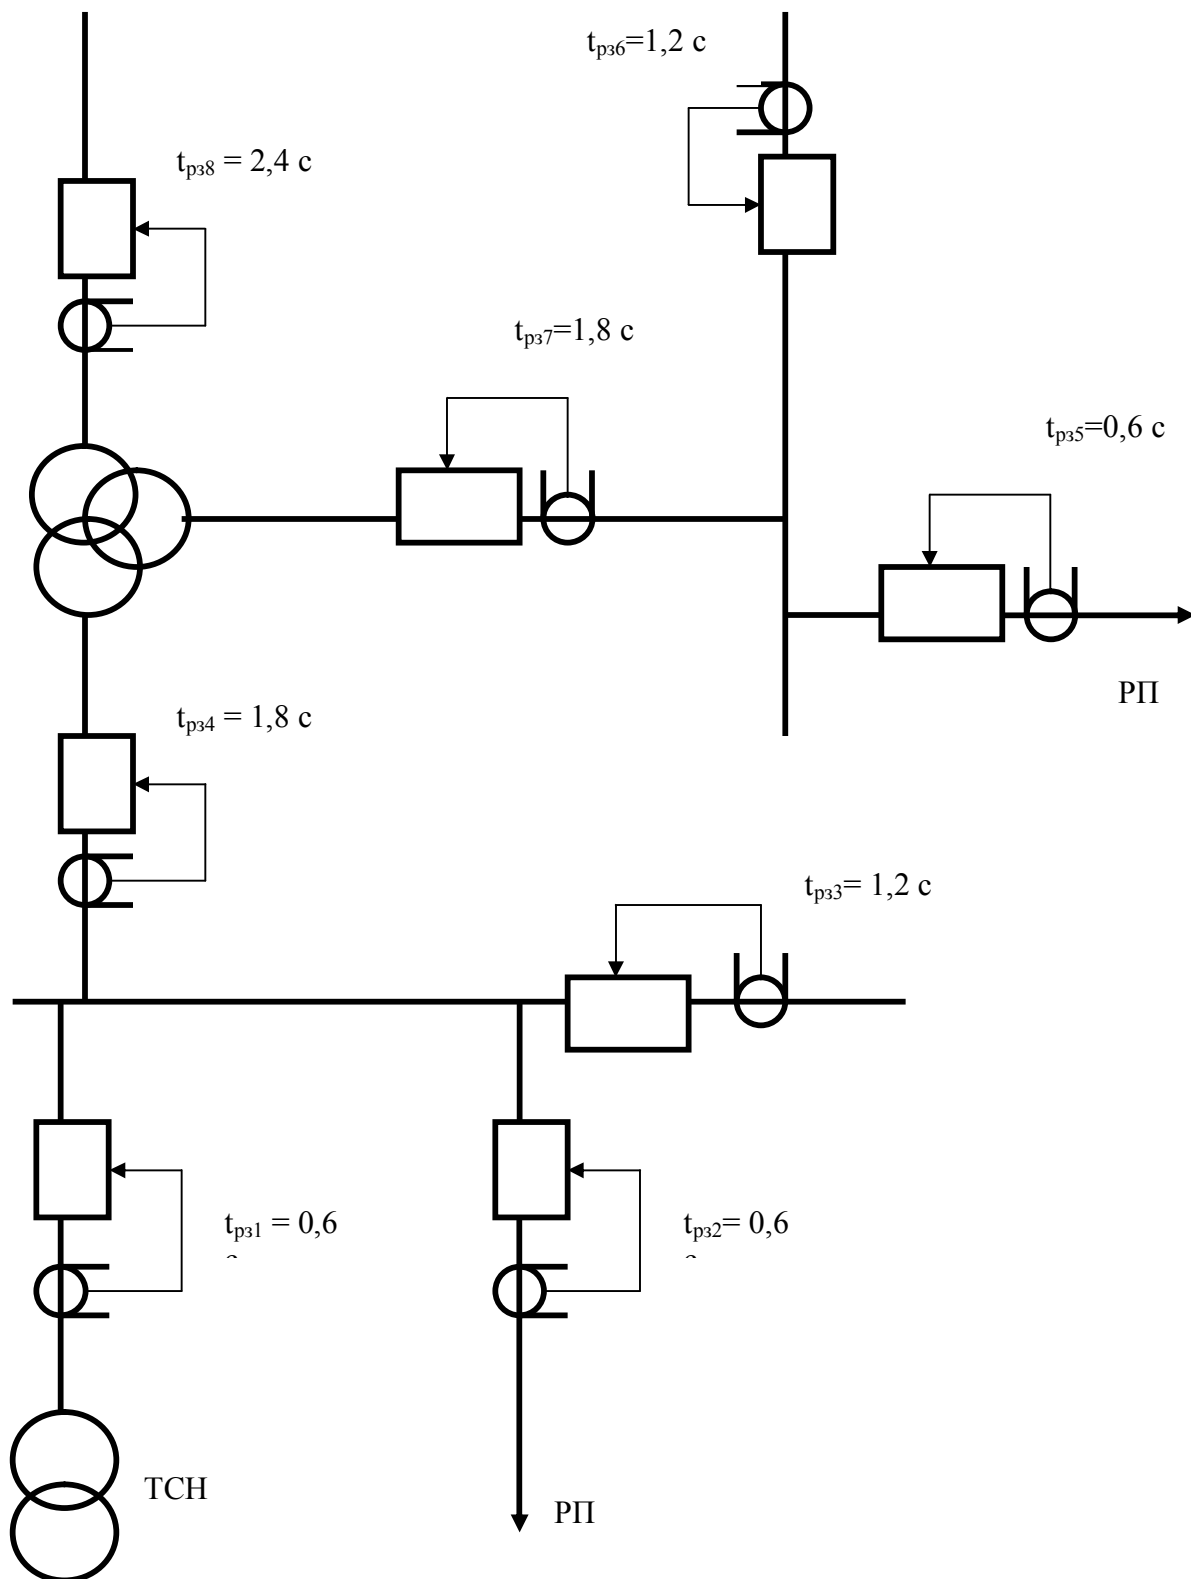 tрз6=1,2 с
tрз8 = 2,4 с
tрз7=1,8 с
tрз5=0,6 с
РП
tрз4 = 1,8 с
tрз3= 1,2 с
tрз1 = 0,6
tрз2= 0,6
ТСН
РП